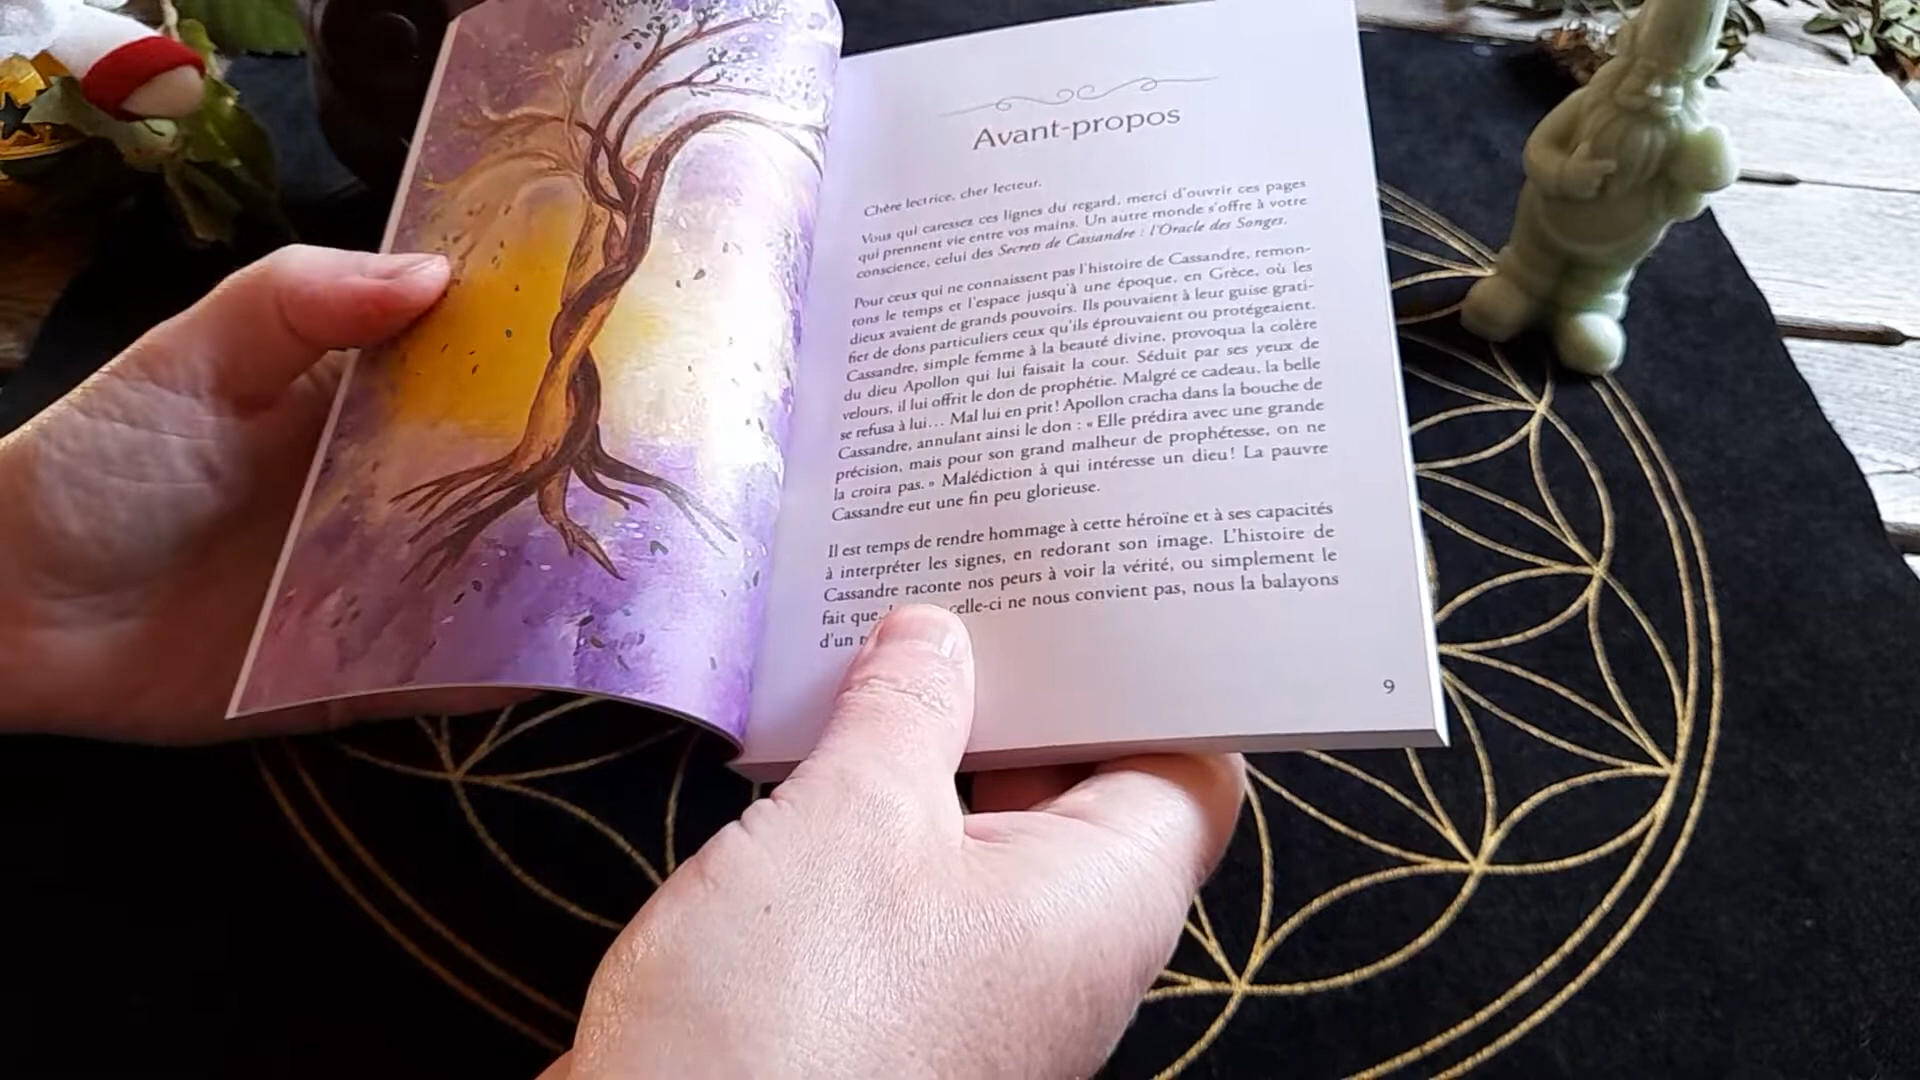 Avant-propos
Chère lectrice, cher lecteur,
Vous qui caressez ces lignes du regard, merci d'ouvrir ces pages
qui prennent vie entre vos mains. Un autre monde s'offre à votre
conscience, celui des Secrets de Cassandre : l'Oracle des Songes.
Pour ceux qui ne connaissent pas l'histoire de Cassandre, remon-
tons le temps et l'espace jusqu'à une époque, en Grèce, où les
dieux avaient de grands pouvoirs. Ils pouvaient à leur guise grati-
fier de dons particuliers ceux qu'ils éprouvaient ou protégeaient.
Cassandre, simple femme à la beauté divine, provoqua la colère
du dieu Apollon qui lui faisait la cour. Séduit par ses yeux de
velours, il lui offrit le don de prophétie. Malgré ce cadeau, la belle
se refusa à lui… Mal lui en prit ! Apollon cracha dans la bouche de
Cassandre, annulant ainsi le don : « Elle prédira avec une grande
précision, mais pour son grand malheur de prophétesse, on ne
la croira pas. » Malédiction à qui intéresse un dieu ! La pauvre
Cassandre eut une fin peu glorieuse.
Il est temps de rendre hommage à cette héroïne et à ses capacités
à interpréter les signes, en redorant son image. L'histoire de
Cassandre raconte nos peurs à voir la vérité, ou simplement le
fait que, celle-ci ne nous convient pas, nous la balayons
d'un
9